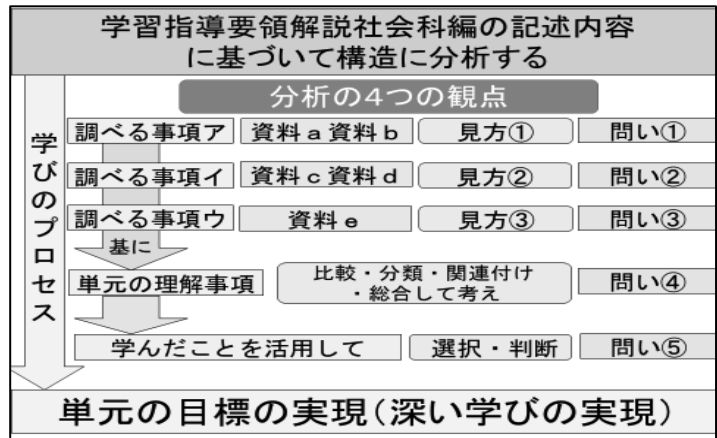 学習指導要領解説社会科編の記述内容
に基づいて構造に分析する
分析の4つの観点
学びのプロセス
調べる事項ア 資料a資料b 見方① 問い①
調べる事項イ 資料c資料d 見方② 問い②
調べる事項ウ 資料e 見方③ 問い③
基に
単元の理解事項 比較・分類・関連付け
・総合して考え 問い④
学んだことを活用して 選択・判断 問い⑤
単元の目標の実現(深い学びの実現)